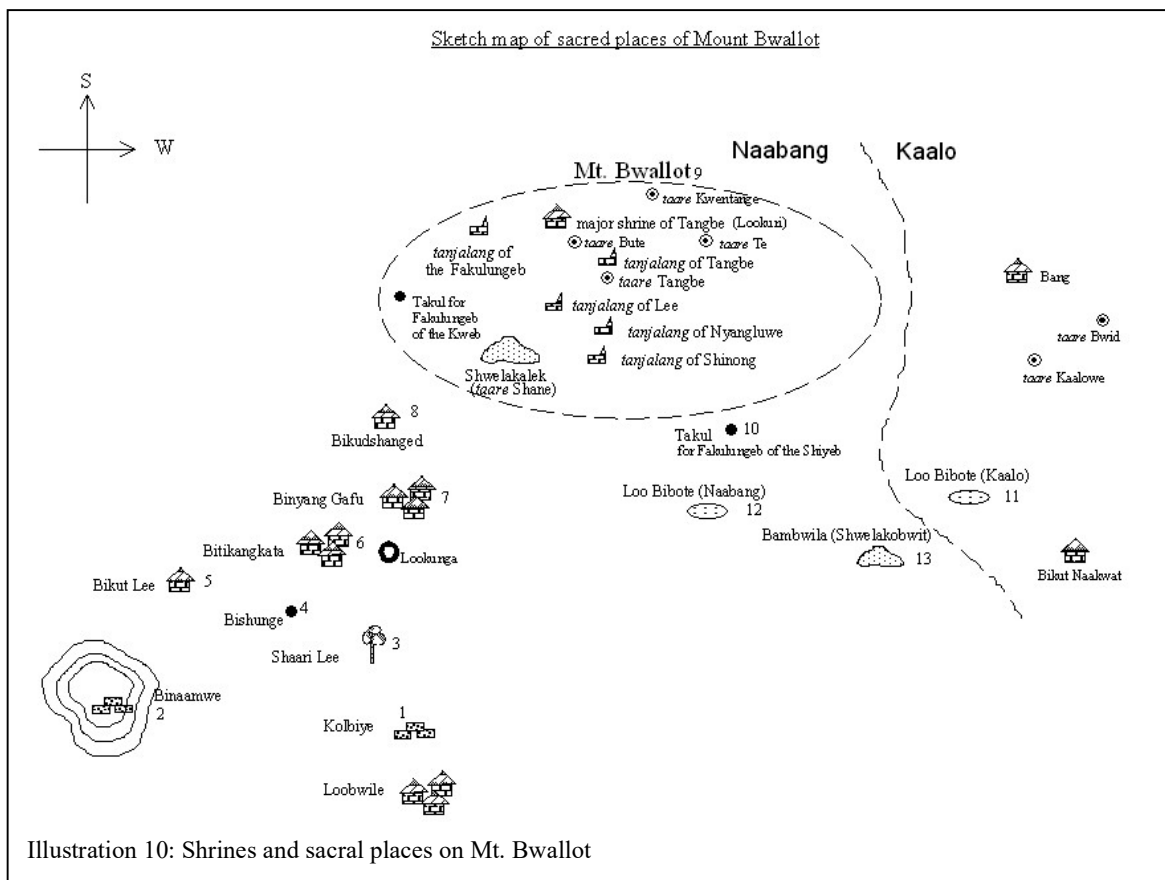 Sketch map of sacred places of Mount Bwallot
S
W
Naabang
Kaalo
Mt. Bwallot 9
taare Kwentange
major shrine of Tangbe (Lookuni)
taare Bute
taare Te
tanjalang of
the Fakulungeb
tanjalang of Tangbe
taare Tangbe
Bang
Takul for
Fakulungeb
of the Kweb
tanjalang of Lee
tanjalang of Nyangluwe
taare Bwid
tanjalang of Shinong
taare Kaalowe
Shwelakalek
(taare Shane)
8
Bikudshanged
10
Takul
for Fakulungeb of the Shiyeb
Binyang Gafu
7
Loo Bibote (Naabang)
12
Loo Bibote (Kaalo)
11
Bitikangkata
6
Lookunga
Bambwila (Shwelakobwit)
13
Bikut Naakwat
Bikut Lee
5
Bishunge
4
Shaari Lee
3
Binaamwe
2
Kolbiye
1
Loobwile
Illustration 10: Shrines and sacral places on Mt. Bwallot